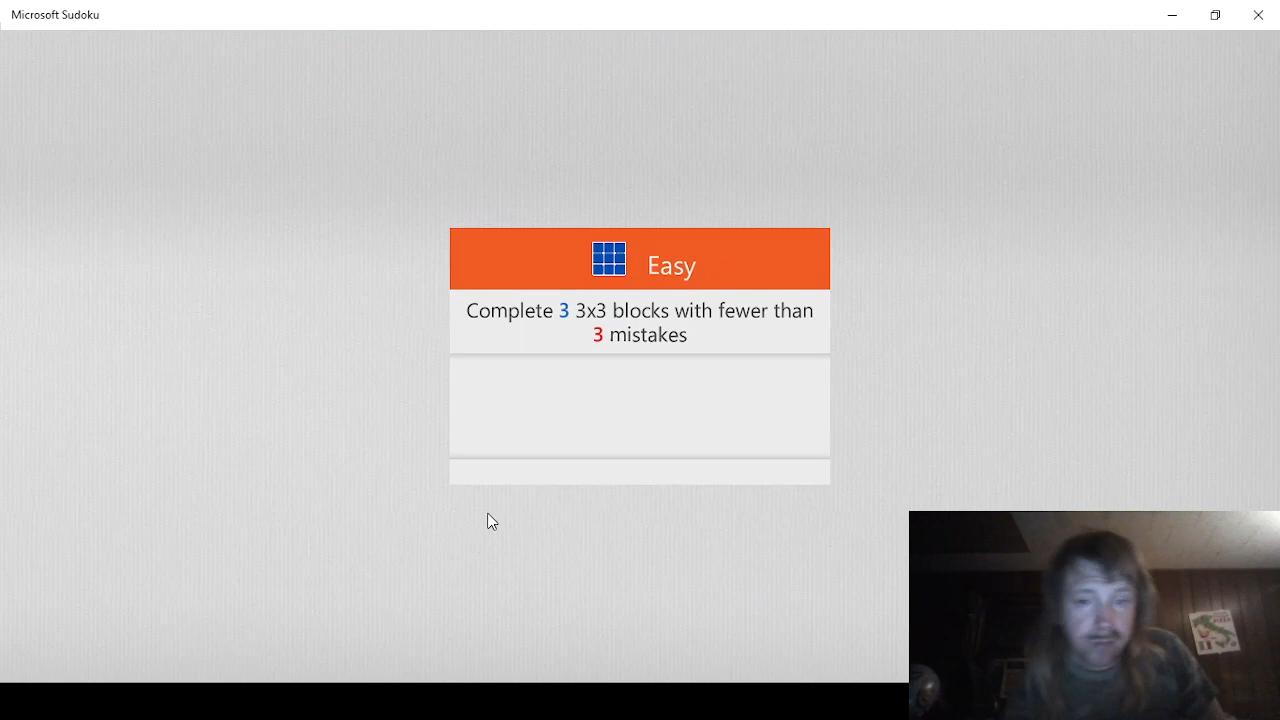 Microsoft Sudoku
Easy
Complete 3 3x3 blocks with fewer than
3 mistakes